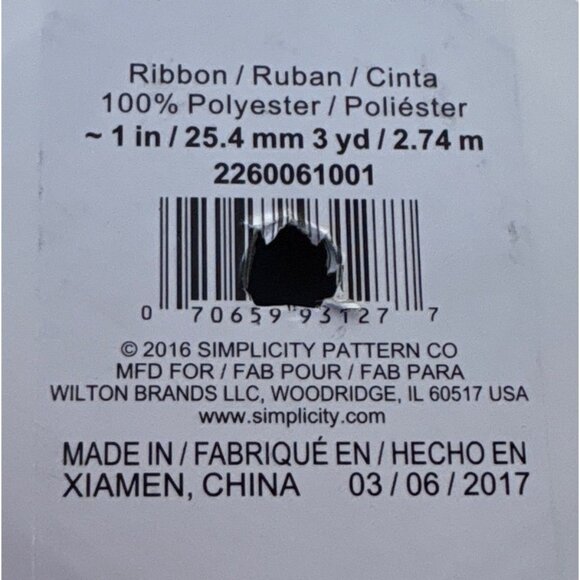 Ribbon / Ruban / Cinta
100% Polyester / Poliéster
~ 1 in / 25.4 mm 3 yd / 2.74 m
2260061001
0 70659 93127 7
© 2016 SIMPLICITY PATTERN CO
MFD FOR / FAB POUR / FAB PARA
WILTON BRANDS LLC, WOODRIDGE, IL 60517 USA
www.simplicity.com
MADE IN / FABRIQUÉ EN / HECHO EN
XIAMEN, CHINA 03 / 06 / 2017